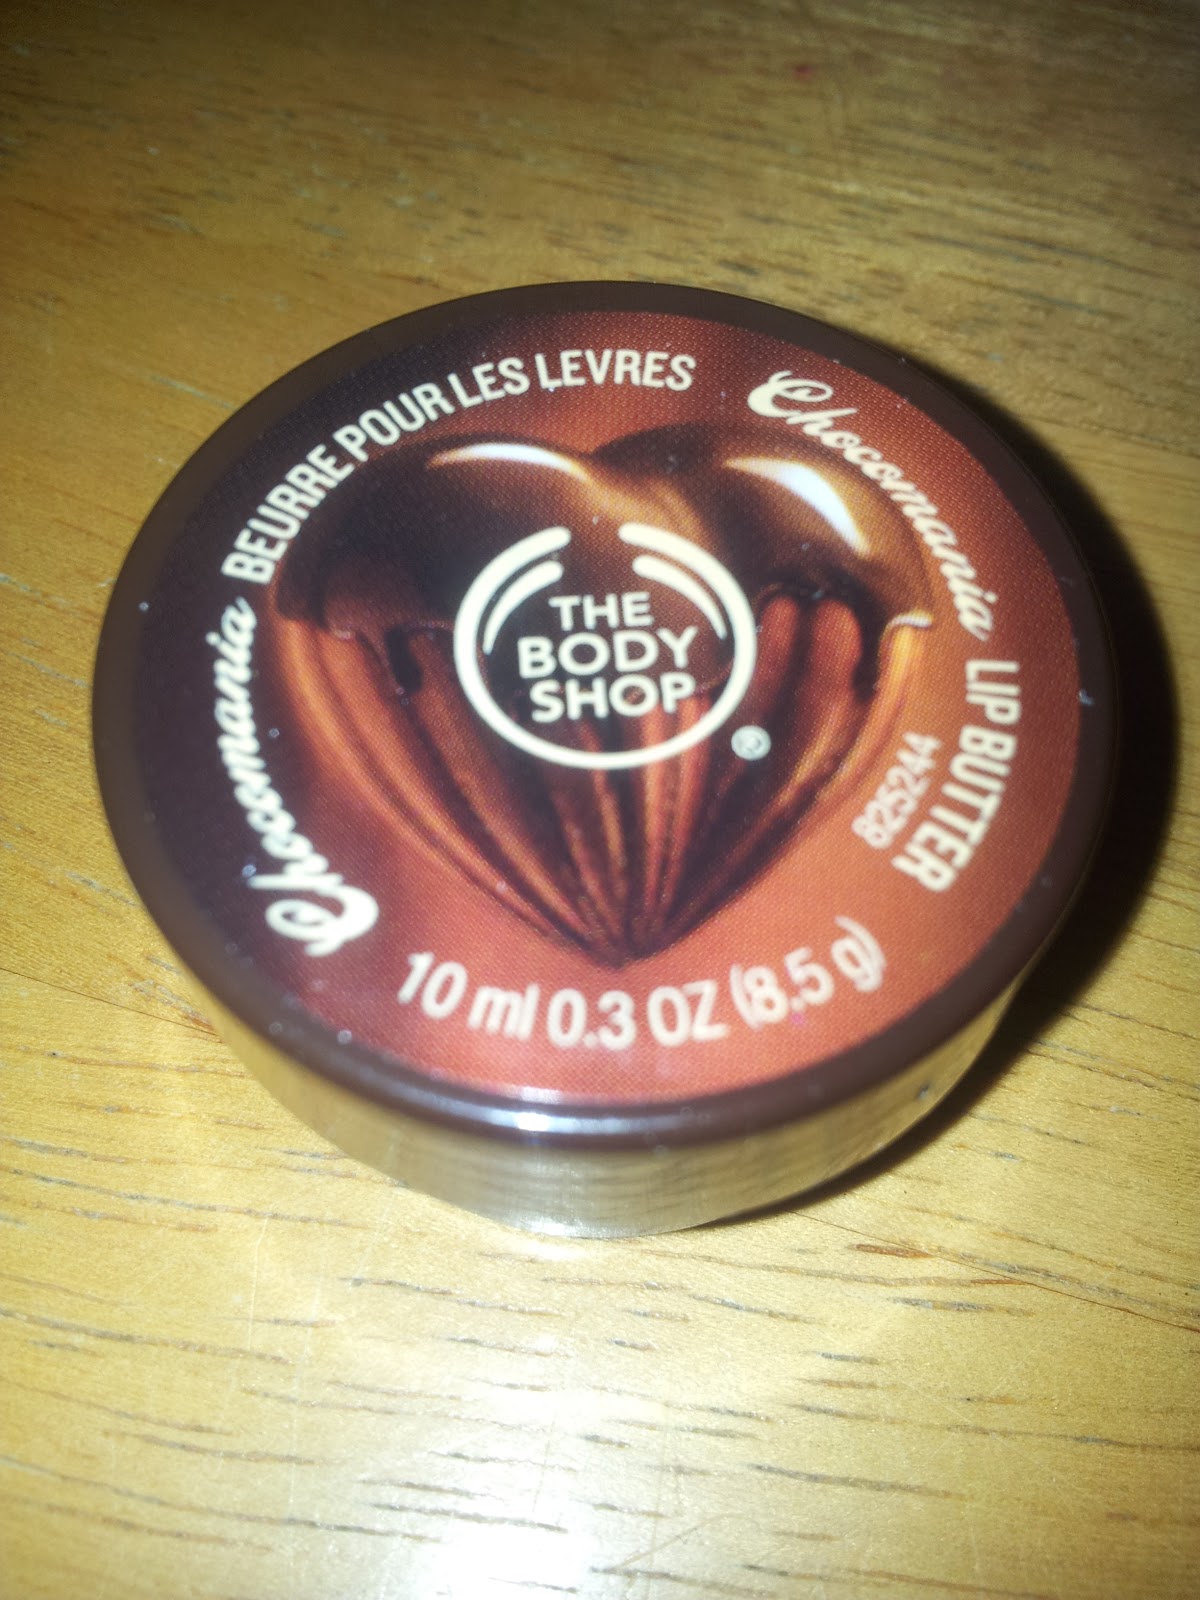 Chocomania BEURRE POUR LES LEVRES
Chocomania LIP BUTTER
825244
THE
BODY
SHOP
®
10 ml 0.3 OZ (8.5 g)